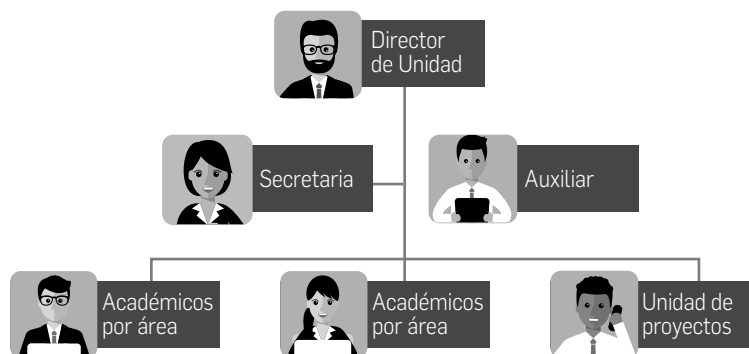 Director
de Unidad
Secretaria
Auxiliar
Académicos
por área
Académicos
por área
Unidad de
proyectos